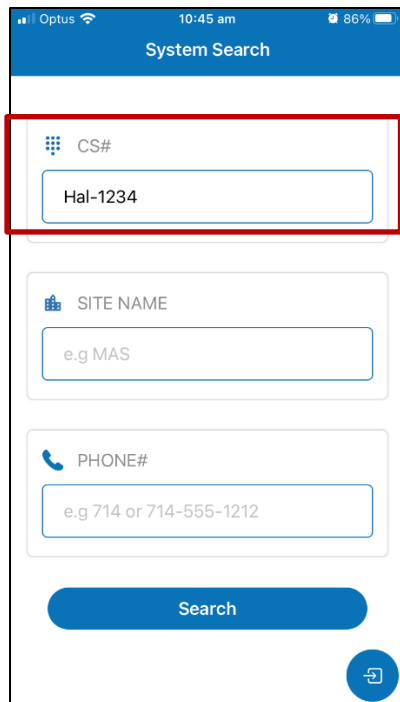 Optus 10:45 am 86%
System Search
CS#
Hal-1234
SITE NAME
e.g MAS
PHONE#
e.g 714 or 714-555-1212
Search